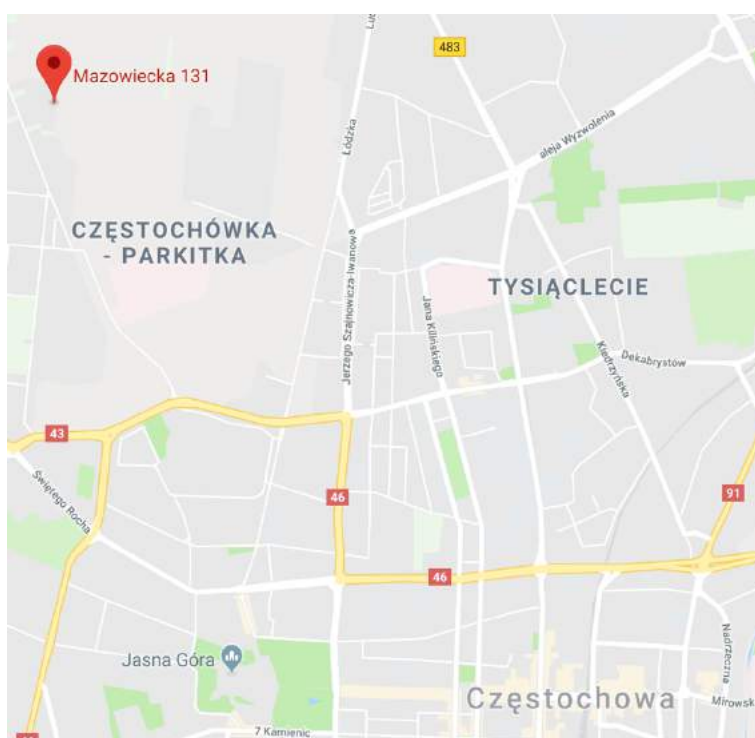 483
Mazowiecka 131
Łódzka
aleja Wyzwolenia
CZĘSTOCHÓWKA
- PARKITKA
TYSIĄCLECIE
Jerzego Szajnowicza-Iwanowa
Jana Kilińskiego
Dekabrystów
Kiedrzyńska
43
Świętego Rocha
46
91
46
Nadrzeczna
Jasna Góra
Częstochowa
Mirowsk
7 Kamienic